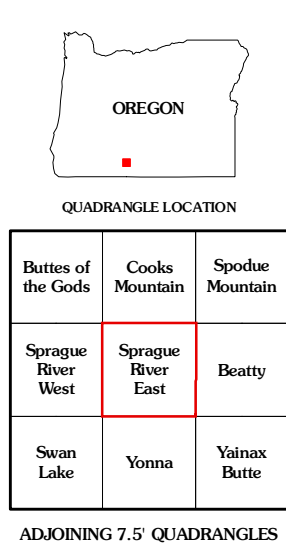 OREGON
QUADRANGLE LOCATION
Buttes of
the Gods
Cooks
Mountain
Spodue
Mountain
Sprague
River
West
Sprague
River
East
Beatty
Swan
Lake
Yonna
Yainax
Butte
ADJOINING 7.5' QUADRANGLES